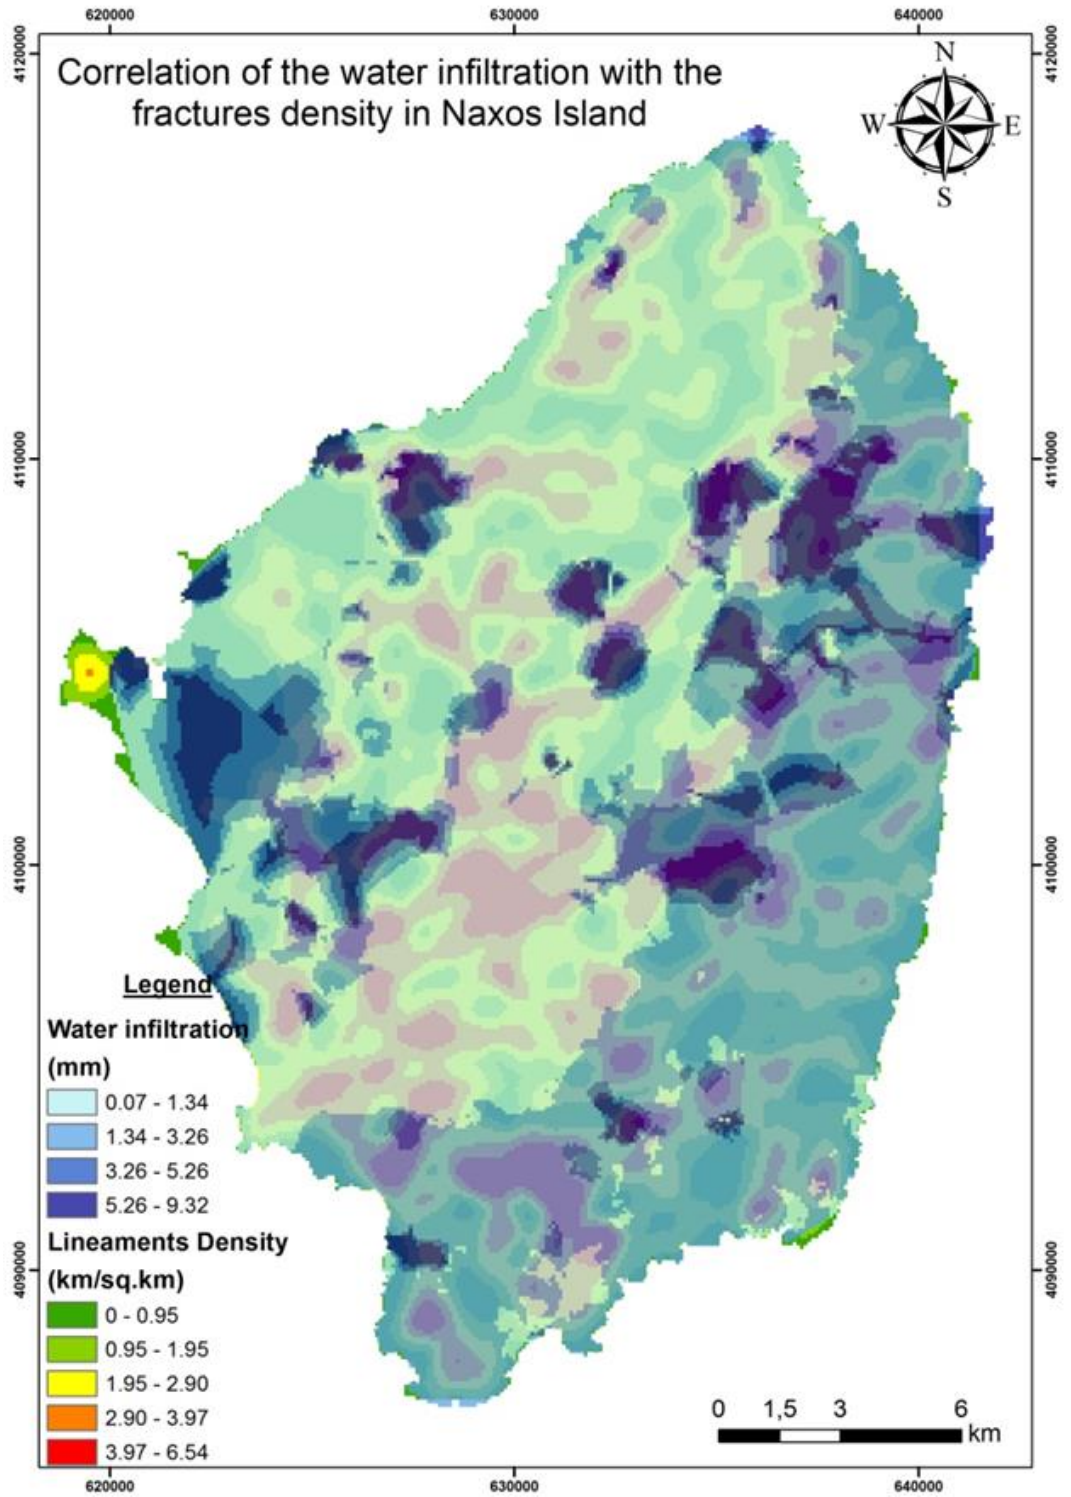 620000
630000
640000
4120000
4120000
Correlation of the water infiltration with the
fractures density in Naxos Island
N
W
E
S
4110000
4110000
4100000
4100000
Legend
Water infiltration
(mm)
0.07 - 1.34
1.34 - 3.26
3.26 - 5.26
5.26 - 9.32
Lineaments Density
(km/sq.km)
0 - 0.95
0.95 - 1.95
1.95 - 2.90
2.90 - 3.97
3.97 - 6.54
4090000
4090000
0 1,5 3 6
km
620000
630000
640000